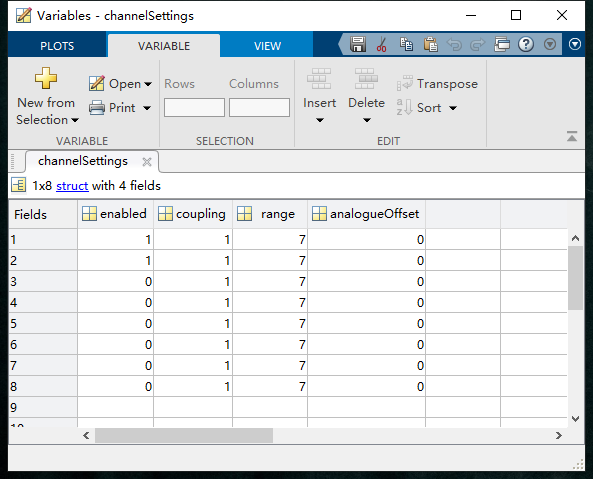 Variables - channelSettings
PLOTS VARIABLE VIEW
New from Selection
Open
Print
Rows Columns
Insert
Delete
Transpose
Sort
VARIABLE SELECTION EDIT
channelSettings
1x8 struct with 4 fields
Fields enabled coupling range analogueOffset
1 1 1 7 0
2 1 1 7 0
3 0 1 7 0
4 0 1 7 0
5 0 1 7 0
6 0 1 7 0
7 0 1 7 0
8 0 1 7 0
9
10